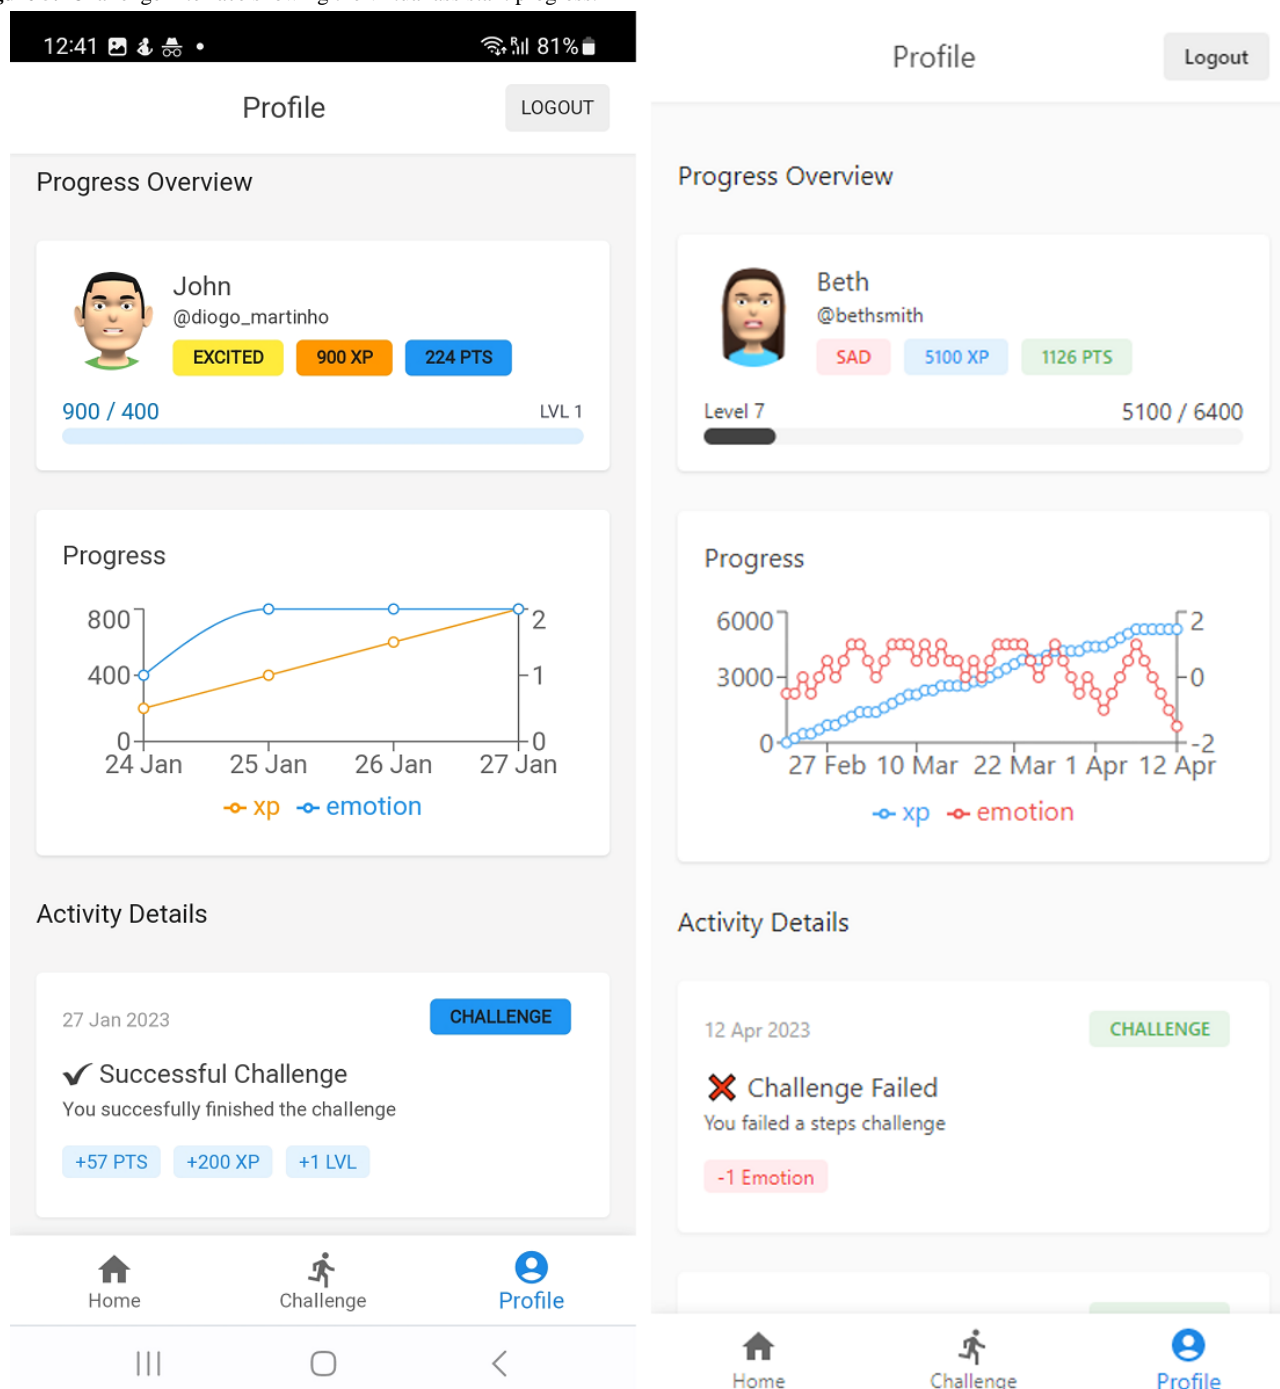 12:41
81%
Profile
LOGOUT
Progress Overview
John
@diogo_martinho
EXCITED
900 XP
224 PTS
900 / 400
LVL 1
Progress
800
400
0
2
1
0
24 Jan
25 Jan
26 Jan
27 Jan
xp
emotion
Activity Details
27 Jan 2023
CHALLENGE
Successful Challenge
You succesfully finished the challenge
+57 PTS
+200 XP
+1 LVL
Home
Challenge
Profile
Profile
Logout
Progress Overview
Beth
@bethsmith
SAD
5100 XP
1126 PTS
Level 7
5100 / 6400
Progress
6000
3000
0
2
0
-2
27 Feb
10 Mar
22 Mar
1 Apr
12 Apr
xp
emotion
Activity Details
12 Apr 2023
CHALLENGE
Challenge Failed
You failed a steps challenge
-1 Emotion
Home
Challenge
Profile